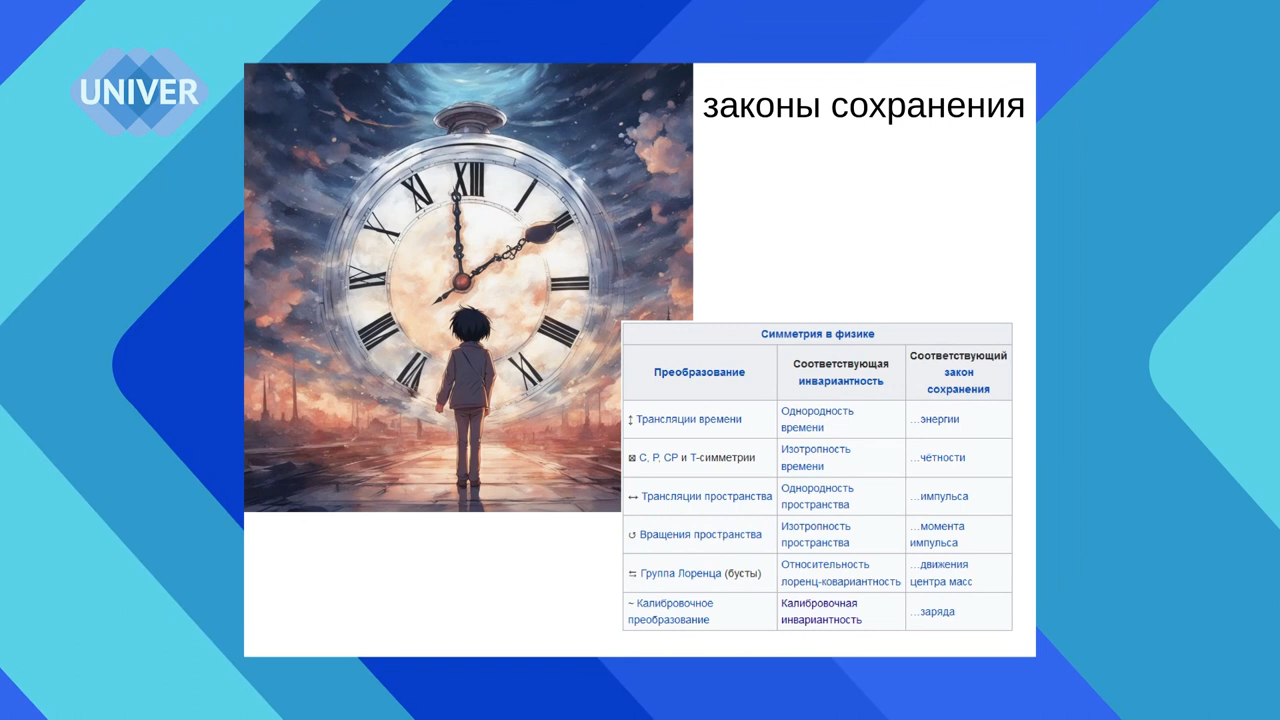 UNIVER
законы сохранения
Симметрия в физике
Преобразование
Соответствующая
инвариантность
Соответствующий
закон
сохранения
↕ Трансляции времени
Однородность
времени
…энергии
⊠ C, P, CP и T-симметрии
Изотропность
времени
…чётности
↔ Трансляции пространства
Однородность
пространства
…импульса
↺ Вращения пространства
Изотропность
пространства
…момента
импульса
⇆ Группа Лоренца (бусты)
Относительность
лоренц-ковариантность
…движения
центра масс
~ Калибровочное
преобразование
Калибровочная
инвариантность
…заряда